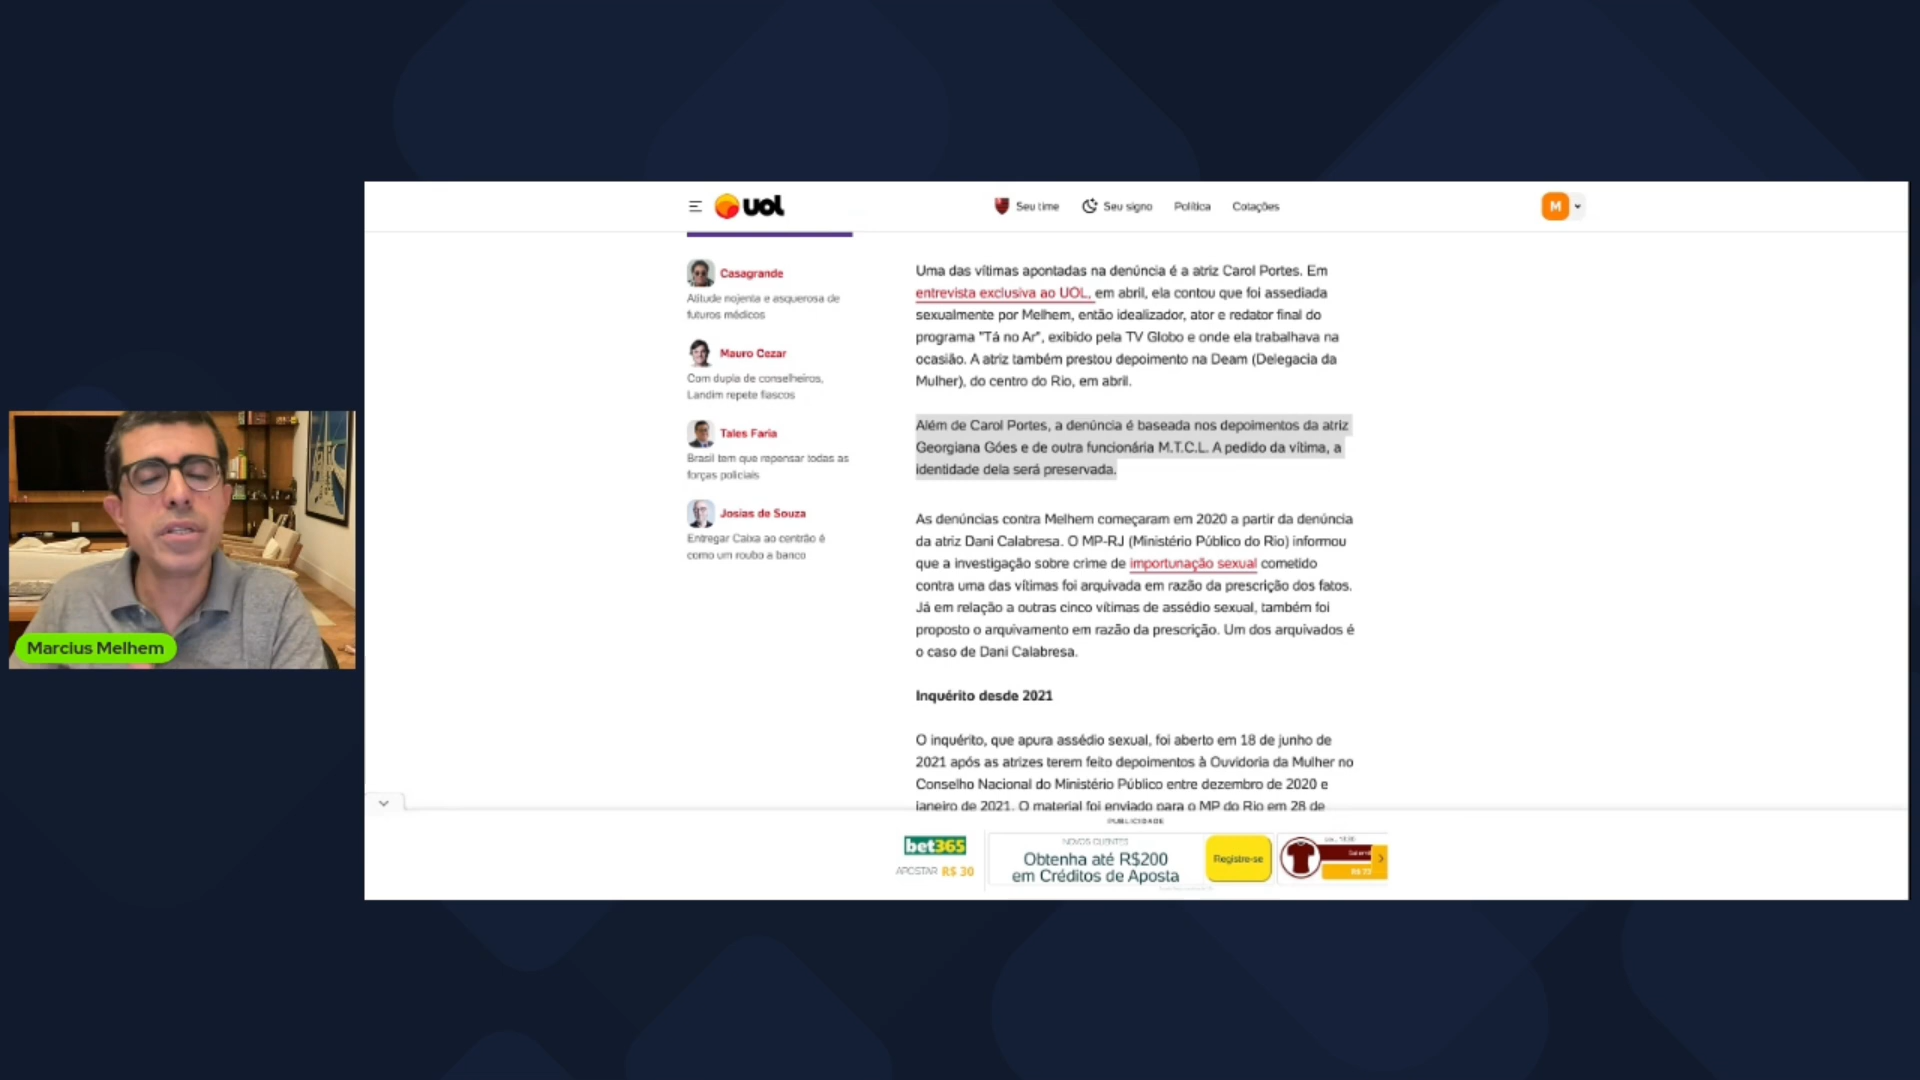 uol
Seu time
Seu signo
Política
Cotações
M
Casagrande
Atitude nojenta e asquerosa de
futuros médicos
Mauro Cezar
Com dupla de conselheiros,
Landim repete fiascos
Tales Faria
Brasil tem que repensar todas as
forças policiais
Josias de Souza
Entregar Caixa ao centrão é
como um roubo a banco
Uma das vítimas apontadas na denúncia é a atriz Carol Portes. Em
entrevista exclusiva ao UOL, em abril, ela contou que foi assediada
sexualmente por Melhem, então idealizador, ator e redator final do
programa "Tá no Ar", exibido pela TV Globo e onde ela trabalhava na
ocasião. A atriz também prestou depoimento na Deam (Delegacia da
Mulher), do centro do Rio, em abril.
Além de Carol Portes, a denúncia é baseada nos depoimentos da atriz
Georgiana Góes e de outra funcionária M.T.C.L. A pedido da vítima, a
identidade dela será preservada.
As denúncias contra Melhem começaram em 2020 a partir da denúncia
da atriz Dani Calabresa. O MP-RJ (Ministério Público do Rio) informou
que a investigação sobre crime de importunação sexual cometido
contra uma das vítimas foi arquivada em razão da prescrição dos fatos.
Já em relação a outras cinco vítimas de assédio sexual, também foi
proposto o arquivamento em razão da prescrição. Um dos arquivados é
o caso de Dani Calabresa.
Inquérito desde 2021
O inquérito, que apura assédio sexual, foi aberto em 18 de junho de
2021 após as atrizes terem feito depoimentos à Ouvidoria da Mulher no
Conselho Nacional do Ministério Público entre dezembro de 2020 e
janeiro de 2021. O material foi enviado para o MP do Rio em 28 de
Marcius Melhem
PUBLICIDADE
bet365
APOSTAR R$ 30
NOVOS CLIENTES
Obtenha até R$200
em Créditos de Aposta
Registre-se